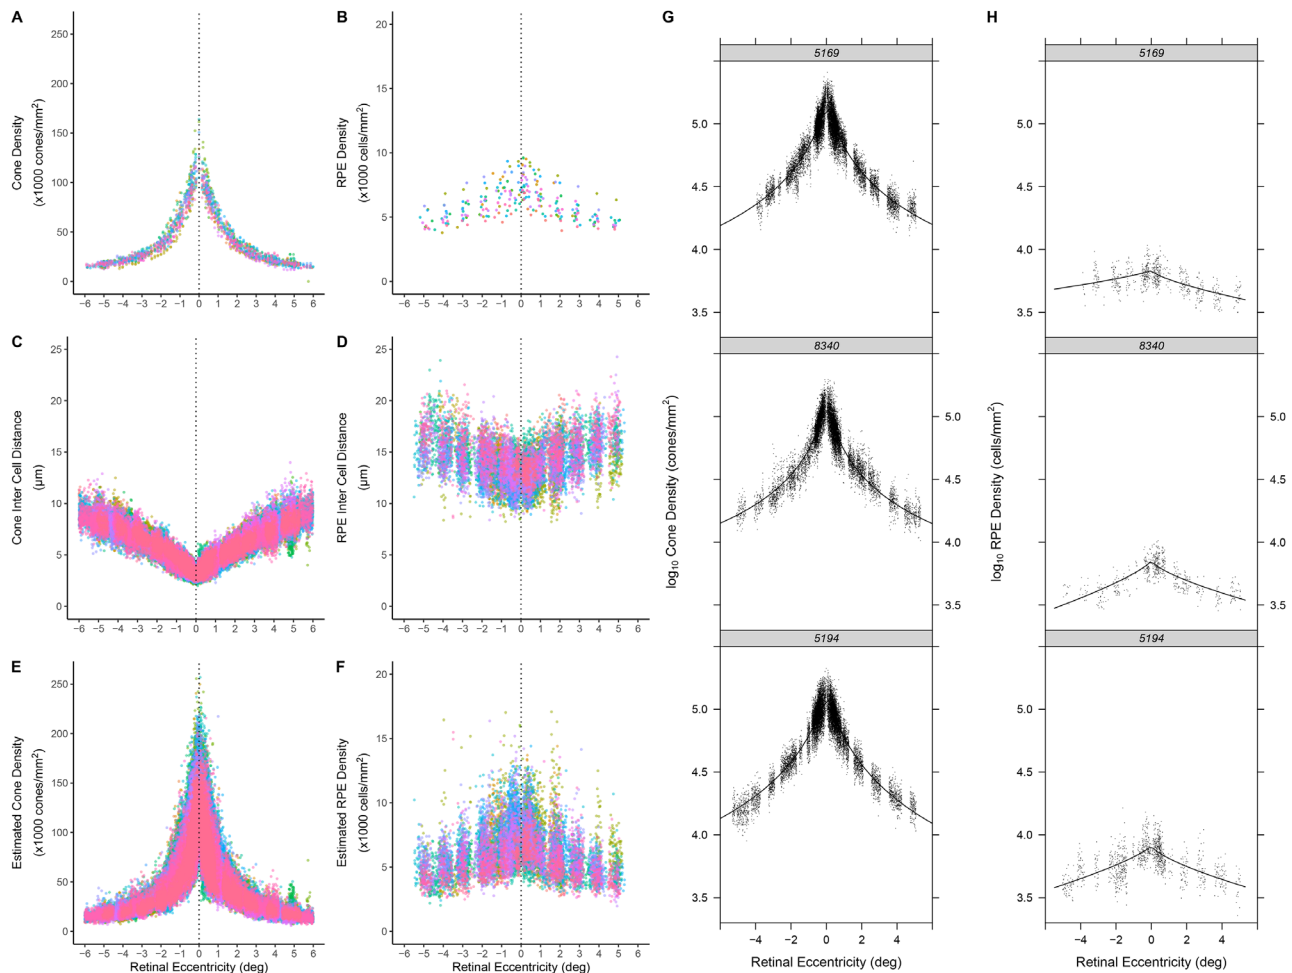 A
250
200
150
100
50
0
Cone Density
(x1000 cones/mm²)
−6 −5 −4 −3 −2 −1 0 1 2 3 4 5 6
B
20
15
10
5
0
RPE Density
(x1000 cells/mm²)
−5 −4 −3 −2 −1 0 1 2 3 4 5 6
C
25
20
15
10
5
0
Cone Inter Cell Distance
(µm)
−6 −5 −4 −3 −2 −1 0 1 2 3 4 5 6
D
25
20
15
10
5
0
RPE Inter Cell Distance
(µm)
−5 −4 −3 −2 −1 0 1 2 3 4 5 6
E
250
200
150
100
50
0
Estimated Cone Density
(x1000 cones/mm²)
−6 −5 −4 −3 −2 −1 0 1 2 3 4 5 6
Retinal Eccentricity (deg)
F
20
15
10
5
0
Estimated RPE Density
(x1000 cells/mm²)
−5 −4 −3 −2 −1 0 1 2 3 4 5 6
Retinal Eccentricity (deg)
G
5169
5.0
4.5
4.0
3.5
8340
5.0
4.5
4.0
3.5
5194
5.0
4.5
4.0
3.5
log₁₀ Cone Density (cones/mm²)
−4 −2 0 2 4
Retinal Eccentricity (deg)
H
5169
5.0
4.5
4.0
3.5
8340
5.0
4.5
4.0
3.5
5194
5.0
4.5
4.0
3.5
log₁₀ RPE Density (cells/mm²)
−4 −2 0 2 4
Retinal Eccentricity (deg)